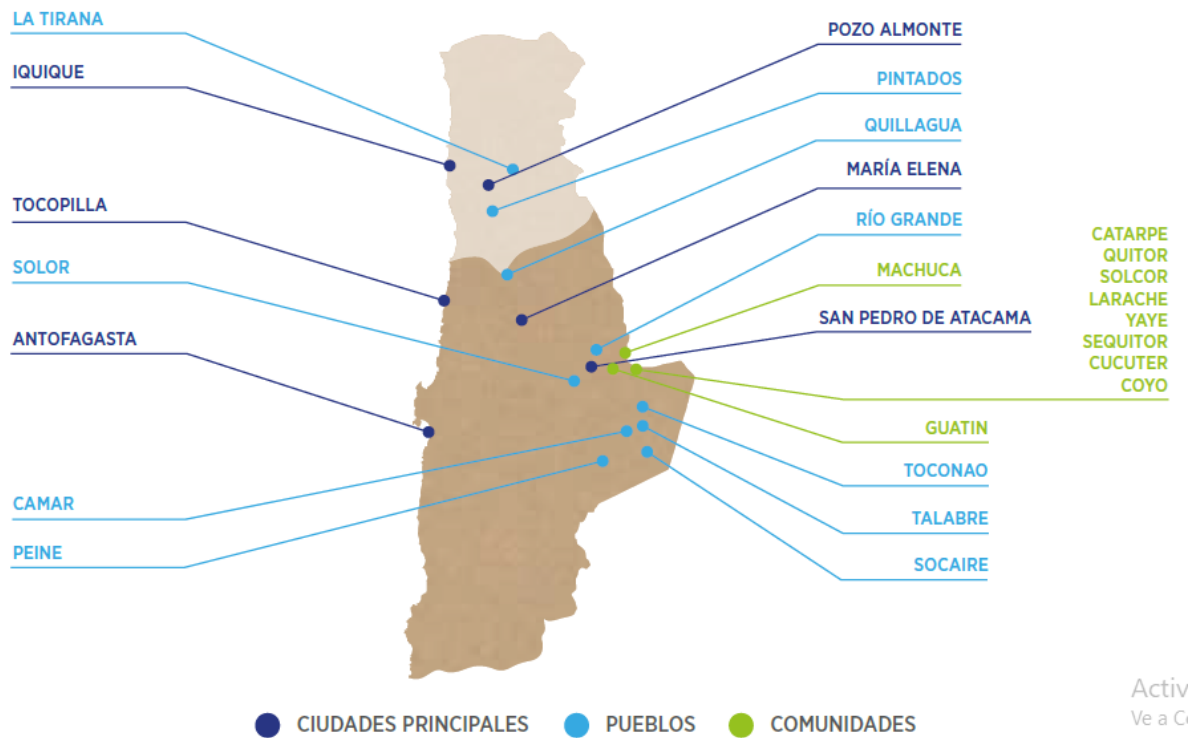 LA TIRANA
IQUIQUE
TOCOPILLA
SOLOR
ANTOFAGASTA
CAMAR
PEINE
POZO ALMONTE
PINTADOS
QUILLAGUA
MARÍA ELENA
RÍO GRANDE
MACHUCA
SAN PEDRO DE ATACAMA
CATARPE
QUITOR
SOLCOR
LARACHE
YAYE
SEQUITOR
CUCUTER
COYO
GUATIN
TOCONAO
TALABRE
SOCAIRE
CIUDADES PRINCIPALES
PUEBLOS
COMUNIDADES
Activ
Ve a Co